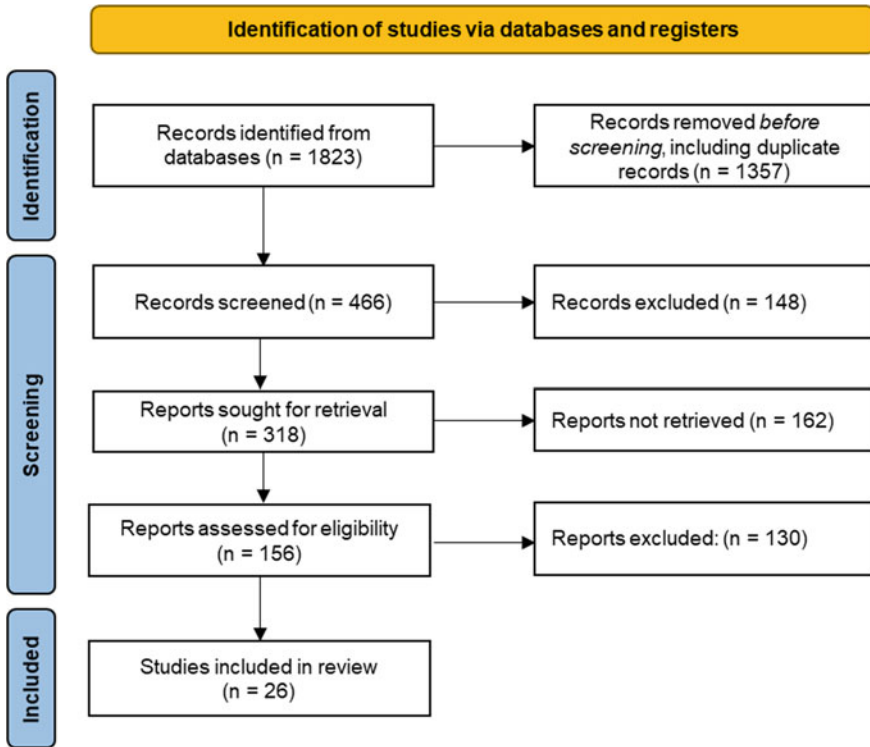 Identification of studies via databases and registers
Identification
Records identified from
databases (n = 1823)
Records removed before
screening, including duplicate
records (n = 1357)
Screening
Records screened (n = 466)
Records excluded (n = 148)
Reports sought for retrieval
(n = 318)
Reports not retrieved (n = 162)
Reports assessed for eligibility
(n = 156)
Reports excluded: (n = 130)
Included
Studies included in review
(n = 26)